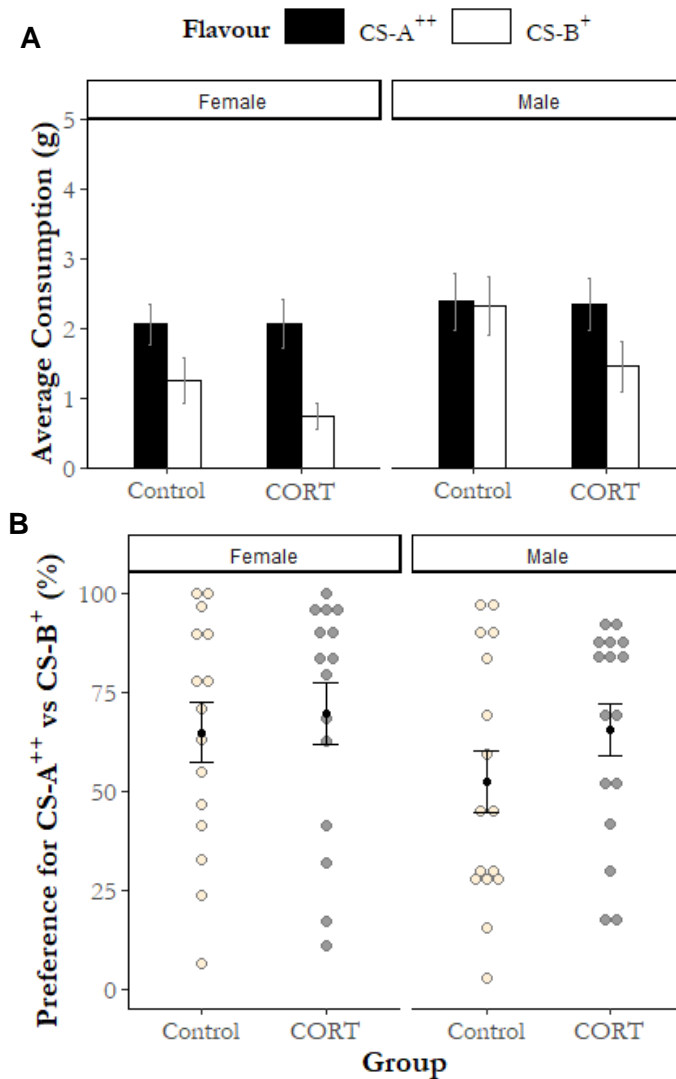 A
Flavour CS-A++ CS-B+
Female Male
Average Consumption (g)
5
4
3
2
1
0
Control CORT Control CORT
B
Female Male
Preference for CS-A++ vs CS-B+ (%)
100
75
50
25
0
Control CORT Control CORT
Group